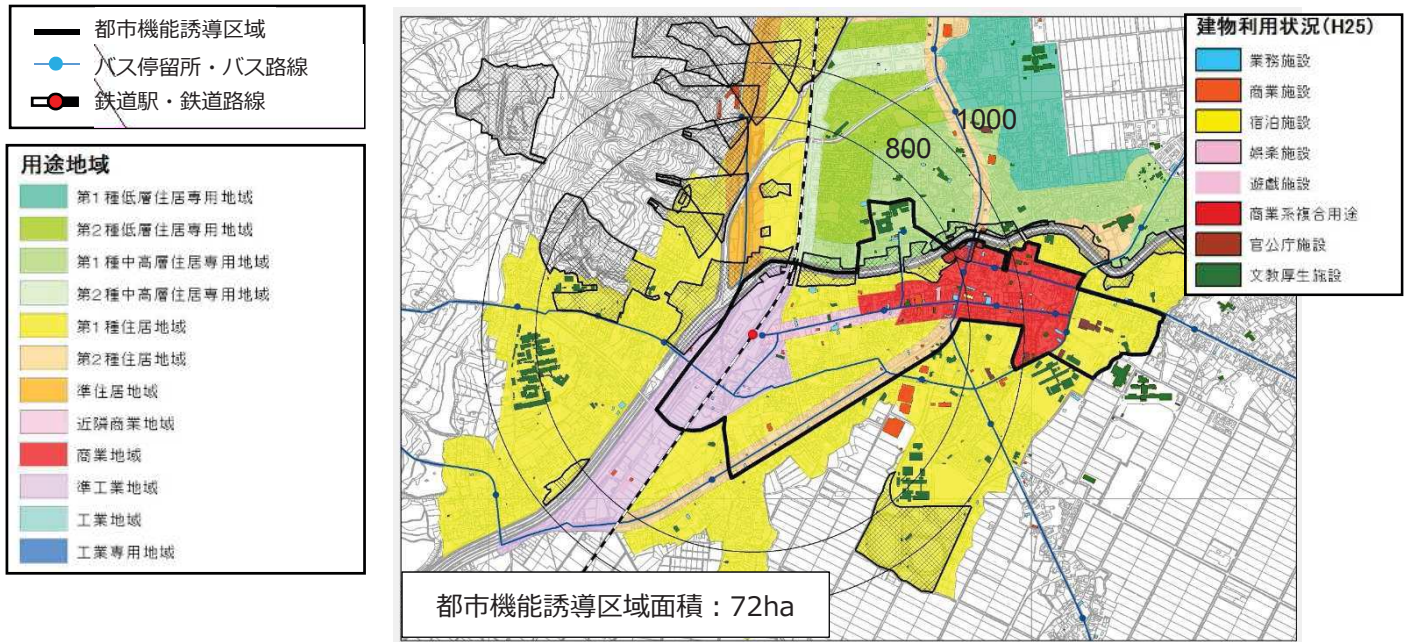 都市機能誘導区域
バス停留所・バス路線
鉄道駅・鉄道路線
用途地域
第1種低層住居専用地域
第2種低層住居専用地域
第1種中高層住居専用地域
第2種中高層住居専用地域
第1種住居地域
第2種住居地域
準住居地域
近隣商業地域
商業地域
準工業地域
工業地域
工業専用地域
1000
800
都市機能誘導区域面積：72ha
建物利用状況(H25)
業務施設
商業施設
宿泊施設
娯楽施設
遊戯施設
商業系複合用途
官公庁施設
文教厚生施設